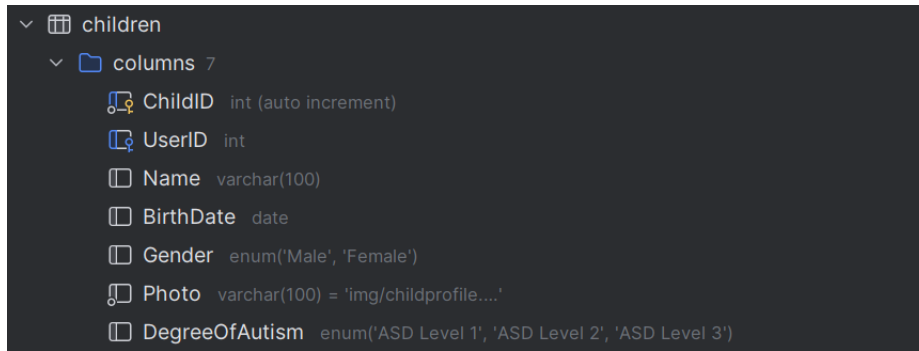 children
columns 7
ChildID int (auto increment)
UserID int
Name varchar(100)
BirthDate date
Gender enum('Male', 'Female')
Photo varchar(100) = 'img/childprofile....'
DegreeOfAutism enum('ASD Level 1', 'ASD Level 2', 'ASD Level 3')